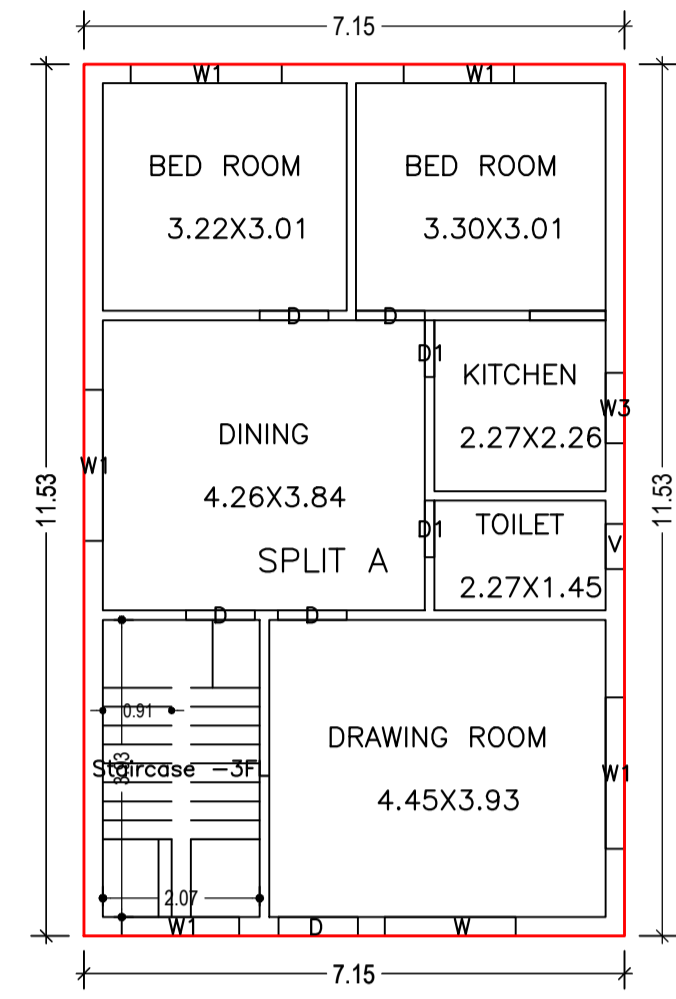 7.15
W1 W1
BED ROOM BED ROOM
3.22X3.01 3.30X3.01
D D
D1
KITCHEN
W3
DINING
2.27X2.26
W1
4.26X3.84
11.53 11.53
D1 TOILET
V
SPLIT A
2.27X1.45
D D
0.91
DRAWING ROOM
Staircase -3F
3.93
W1
4.45X3.93
2.07
W1 D W
7.15